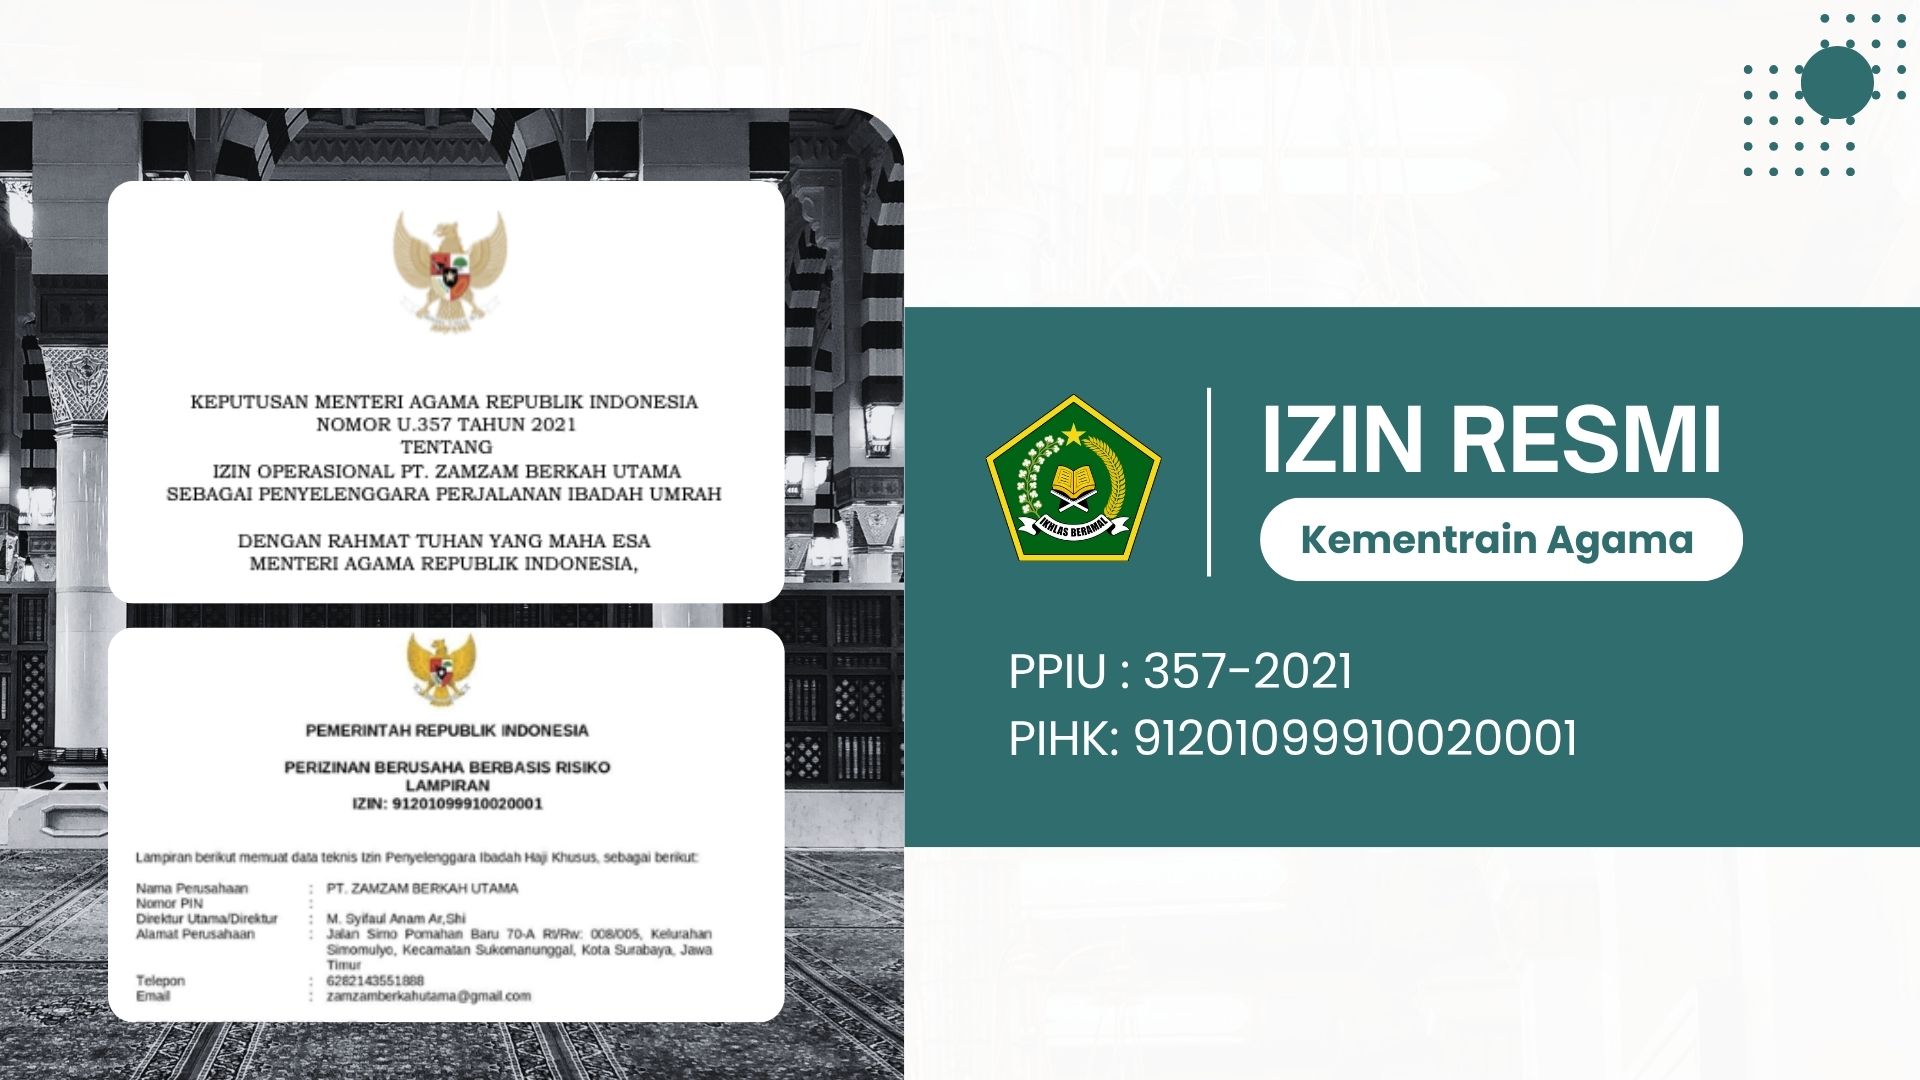 KEPUTUSAN MENTERI AGAMA REPUBLIK INDONESIA
NOMOR U.357 TAHUN 2021
TENTANG
IZIN OPERASIONAL PT. ZAMZAM BERKAH UTAMA
SEBAGAI PENYELENGGARA PERJALANAN IBADAH UMRAH
DENGAN RAHMAT TUHAN YANG MAHA ESA
MENTERI AGAMA REPUBLIK INDONESIA,
PEMERINTAH REPUBLIK INDONESIA
PERIZINAN BERUSAHA BERBASIS RISIKO
LAMPIRAN
IZIN: 91201099910020001
Lampiran berikut memuat data teknis Izin Penyelenggara Ibadah Haji Khusus, sebagai berikut:
Nama Perusahaan : PT. ZAMZAM BERKAH UTAMA
Nomor PIN :
Direktur Utama/Direktur : M. Syifaul Anam Ar,Shi
Alamat Perusahaan : Jalan Simo Pomahan Baru 70-A Rt/Rw: 008/005, Kelurahan
Simomulyo, Kecamatan Sukomanunggal, Kota Surabaya, Jawa
Timur
Telepon : 6282143551888
Email : zamzamberkahutama@gmail.com
IKHLAS BERAMAL
IZIN RESMI
Kementrain Agama
PPIU : 357-2021
PIHK: 91201099910020001